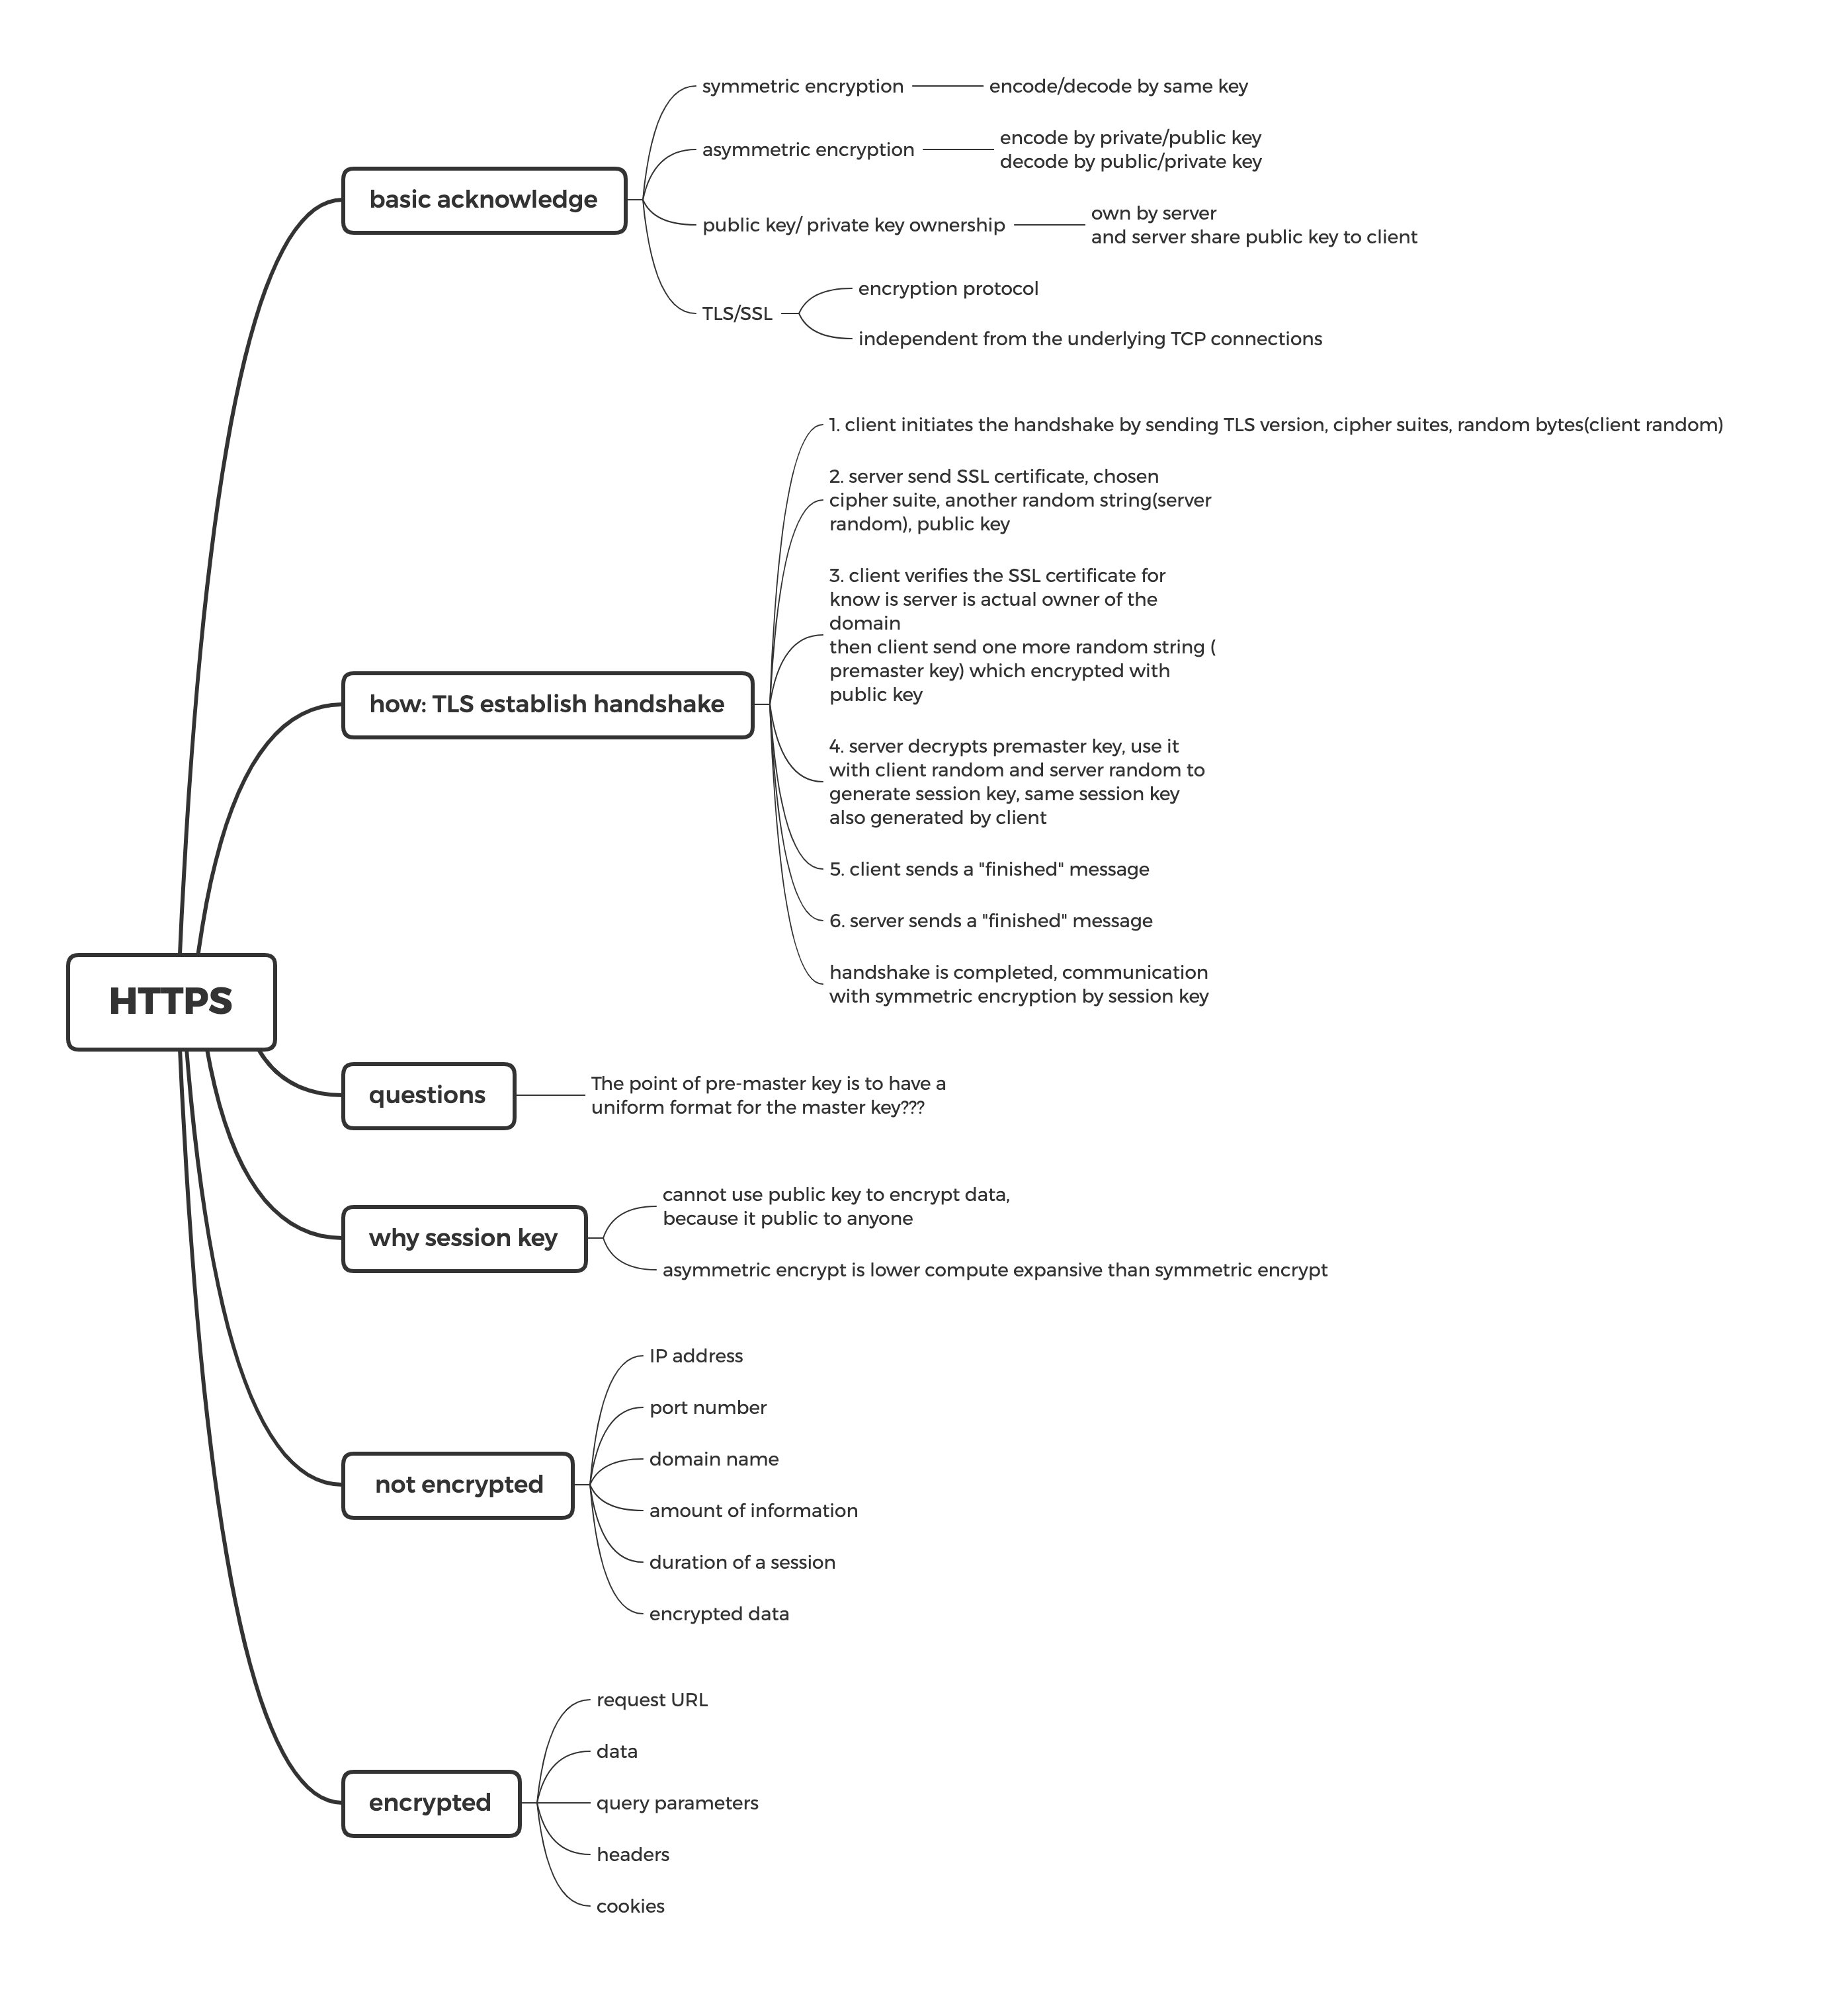 HTTPS
basic acknowledge
symmetric encryption
encode/decode by same key
asymmetric encryption
encode by private/public key
decode by public/private key
public key/ private key ownership
own by server
and server share public key to client
TLS/SSL
encryption protocol
independent from the underlying TCP connections
how: TLS establish handshake
1. client initiates the handshake by sending TLS version, cipher suites, random bytes(client random)
2. server send SSL certificate, chosen
cipher suite, another random string(server
random), public key
3. client verifies the SSL certificate for
know is server is actual owner of the
domain
then client send one more random string (
premaster key) which encrypted with
public key
4. server decrypts premaster key, use it
with client random and server random to
generate session key, same session key
also generated by client
5. client sends a "finished" message
6. server sends a "finished" message
handshake is completed, communication
with symmetric encryption by session key
questions
The point of pre-master key is to have a
uniform format for the master key???
why session key
cannot use public key to encrypt data,
because it public to anyone
asymmetric encrypt is lower compute expansive than symmetric encrypt
not encrypted
IP address
port number
domain name
amount of information
duration of a session
encrypted data
encrypted
request URL
data
query parameters
headers
cookies